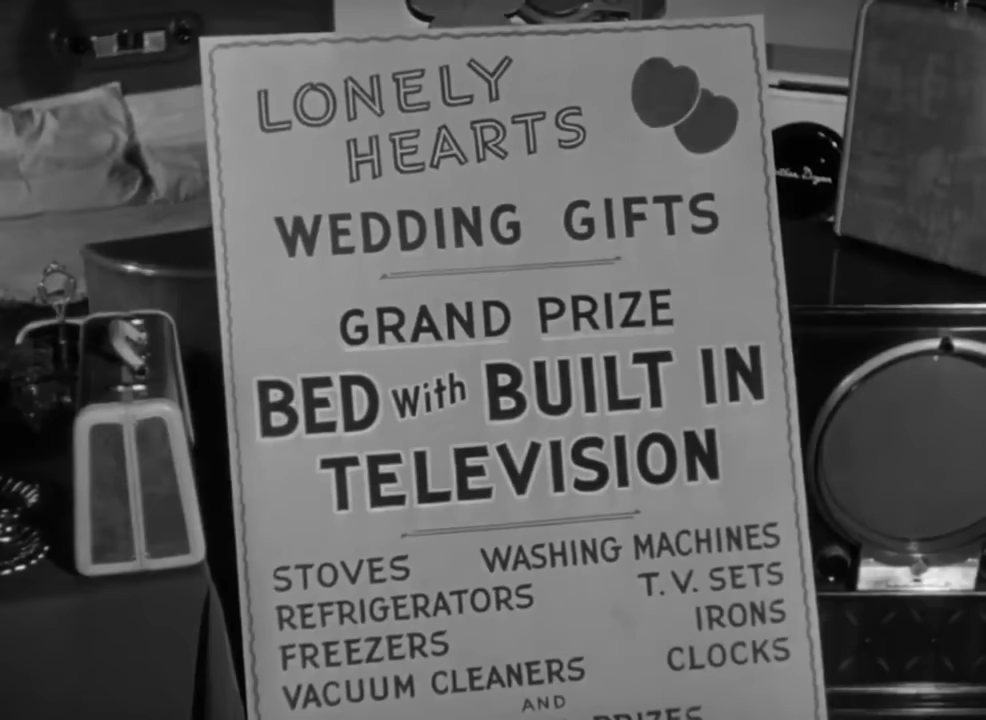 LONELY
HEARTS
WEDDING GIFTS
GRAND PRIZE
BED with BUILT IN
TELEVISION
STOVES WASHING MACHINES
REFRIGERATORS T.V. SETS
FREEZERS IRONS
VACUUM CLEANERS CLOCKS
AND
PRIZES